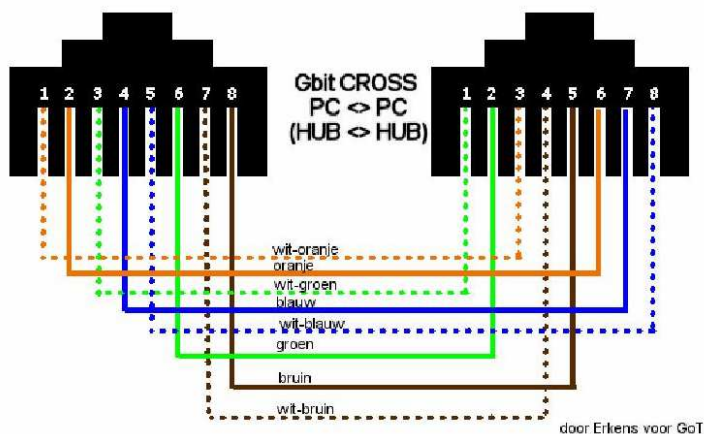 Gbit CROSS
PC <> PC
(HUB <> HUB)
1 2 3 4 5 6 7 8
1 2 3 4 5 6 7 8
wit-oranje
oranje
wit-groen
blauw
wit-blauw
groen
bruin
wit-bruin
door Erkens voor GoT